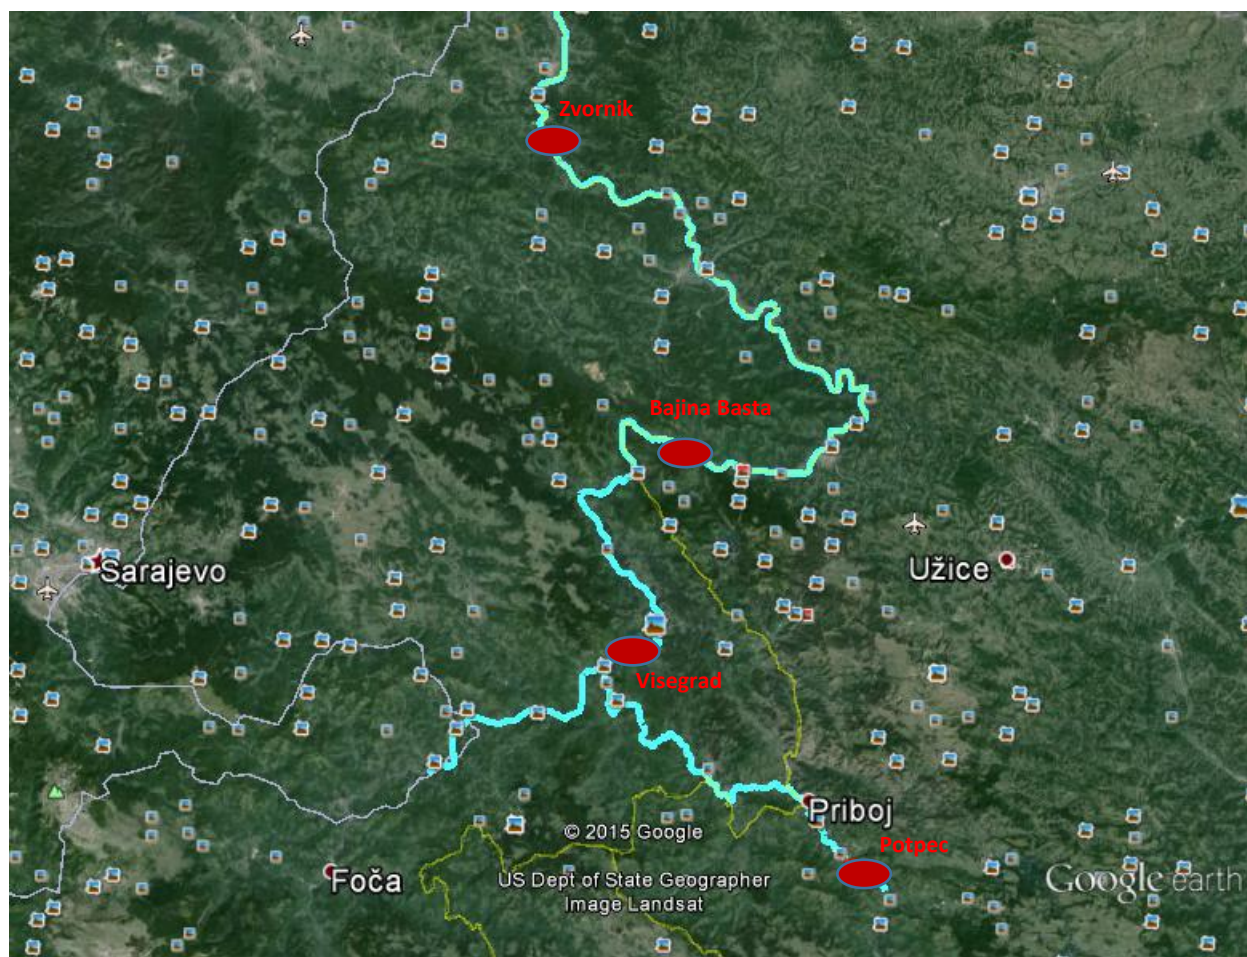 Zvornik
Bajina Basta
Sarajevo
Užice
Visegrad
Priboj
© 2015 Google
Potpec
Foča
US Dept of State Geographer
Google earth
Image Landsat